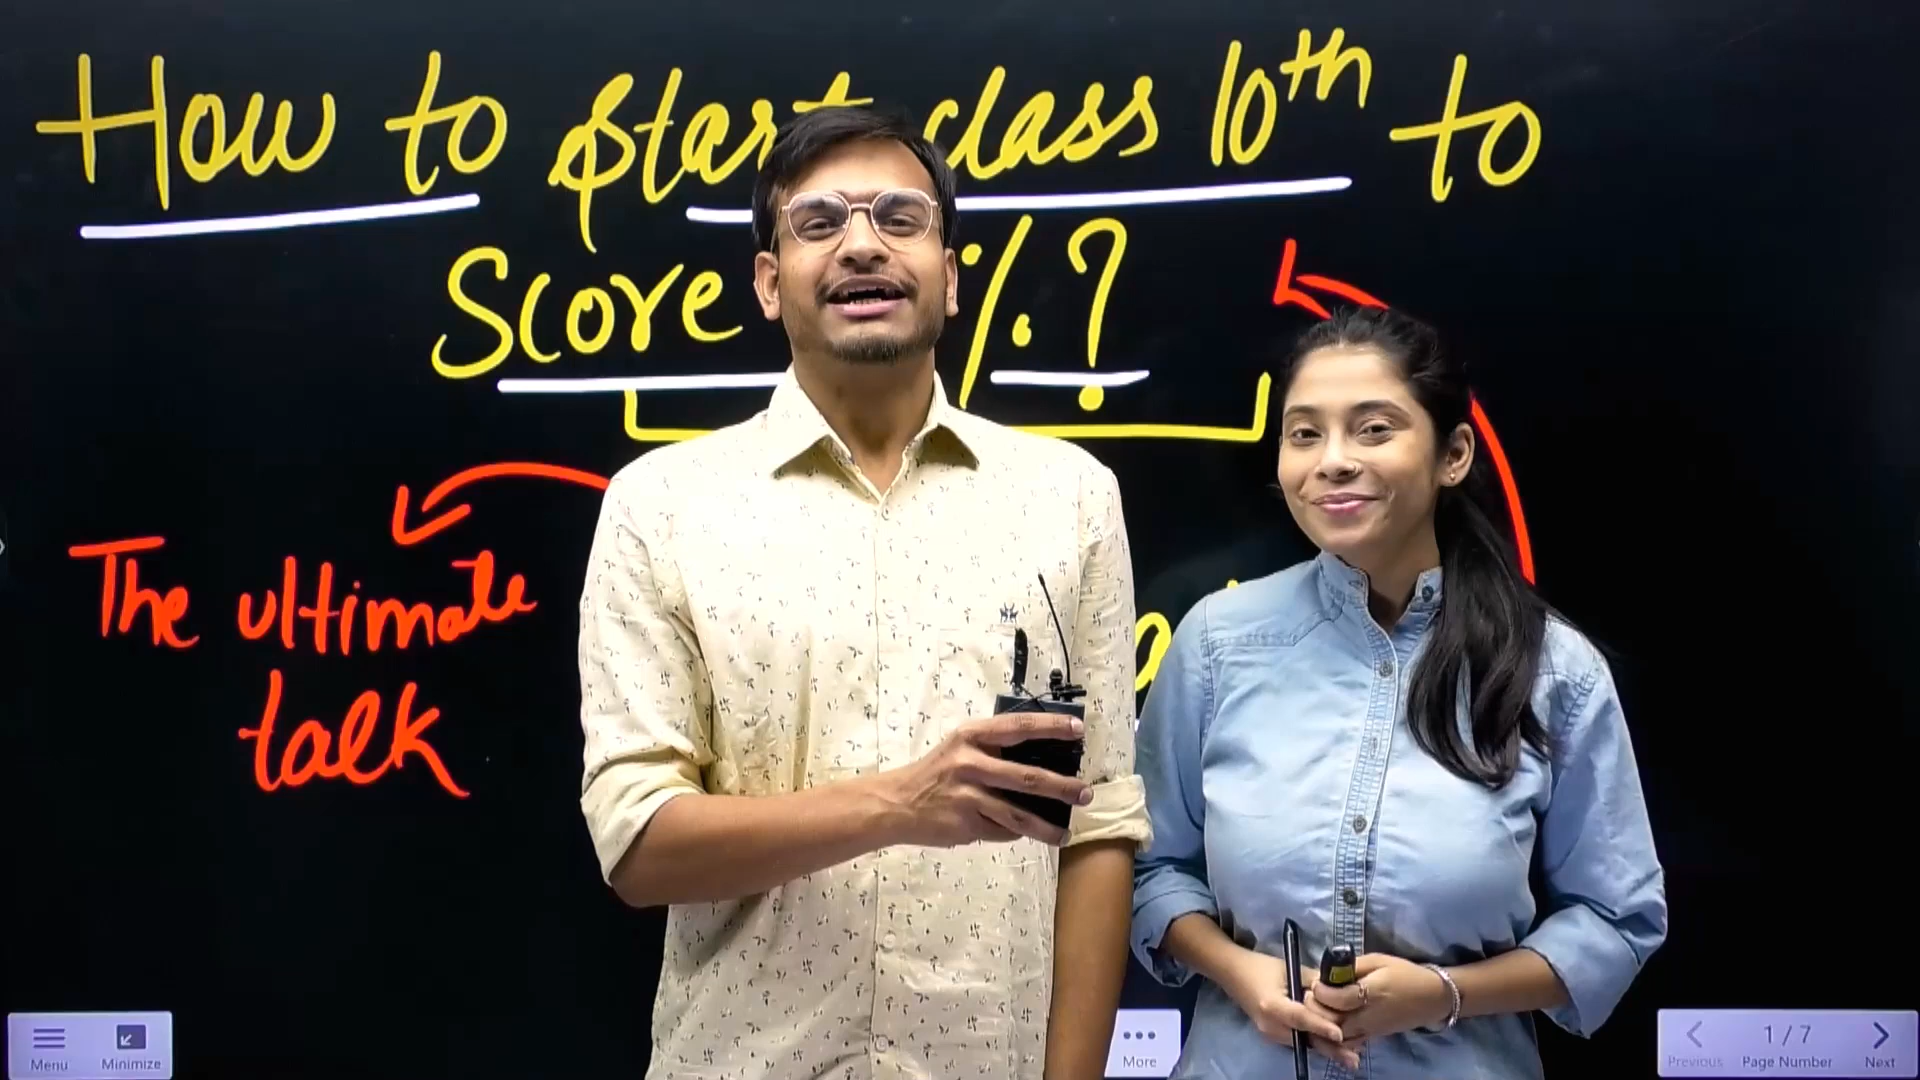 How to start class 10th to
Score %.?
The ultimate
talk
Menu
Minimize
More
1 / 7
Previous Page Number Next